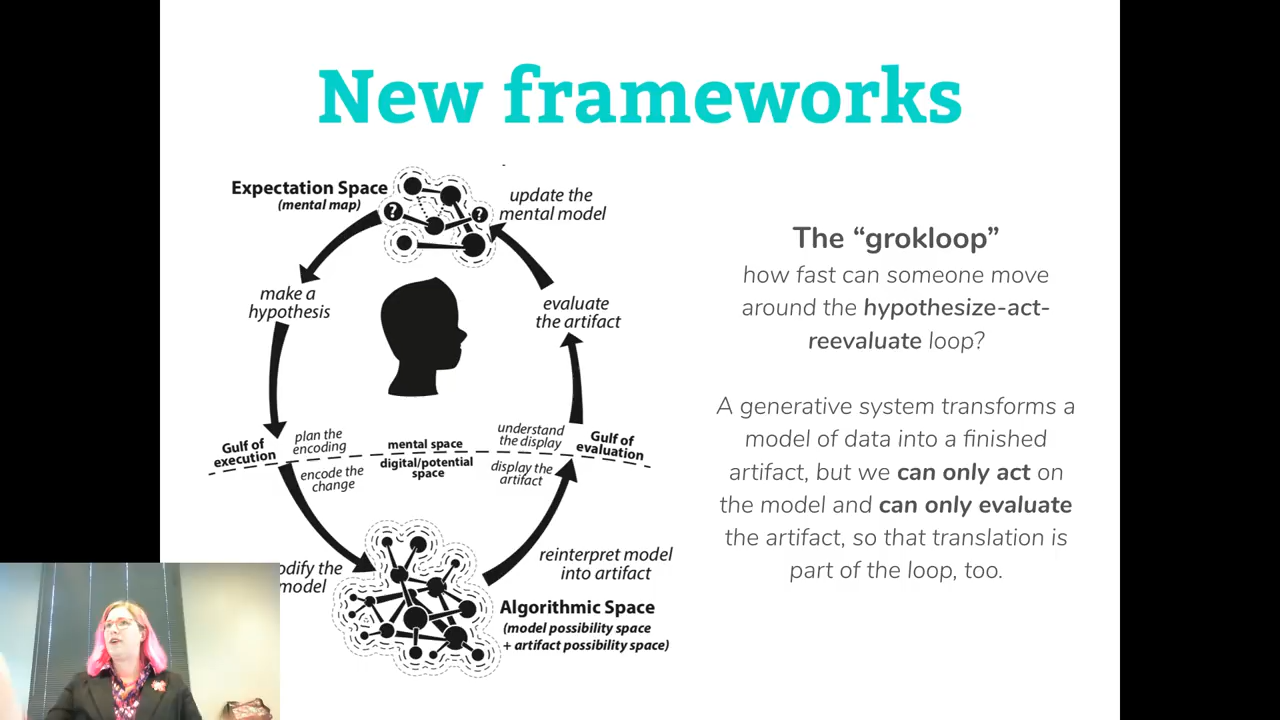 New frameworks
Expectation Space
(mental map)
?
?
update the
mental model
make a
hypothesis
evaluate
the artifact
Gulf of
execution
plan the
encoding
mental space
understand
the display
Gulf of
evaluation
encode the
change
digital/potential
space
display the
artifact
odify the
model
reinterpret model
into artifact
Algorithmic Space
(model possibility space
+ artifact possibility space)
The “grokloop”
how fast can someone move
around the hypothesize-act-
reevaluate loop?
A generative system transforms a
model of data into a finished
artifact, but we can only act on
the model and can only evaluate
the artifact, so that translation is
part of the loop, too.